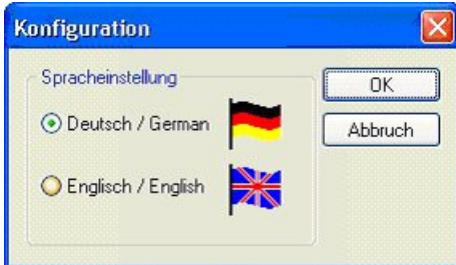 Konfiguration
Spracheinstellung
Deutsch / German
Englisch / English
OK
Abbruch